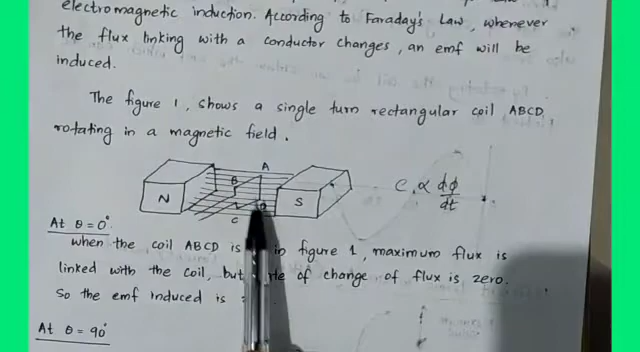 electromagnetic induction. According to Faraday's Law, whenever
the flux linking with a conductor changes, an emf will be
induced.
The figure 1, shows a single turn rectangular coil ABCD
rotating in a magnetic field.
A
B
N
S
C
e ∝ dφ/dt
At θ=0°
when the coil ABCD is in figure 1, maximum flux is
linked with the coil, but of change of flux is zero.
So the emf induced is
At θ = 90°